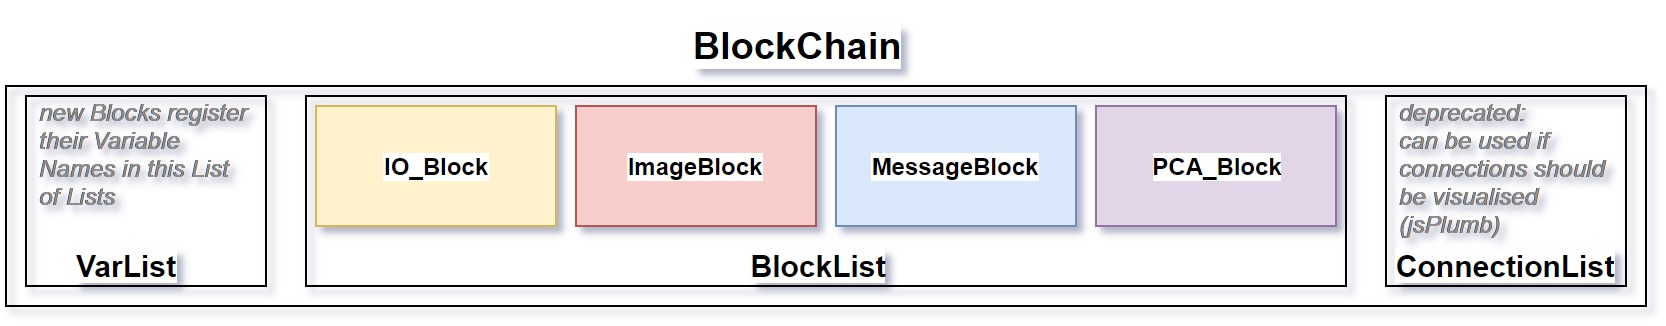 BlockChain
new Blocks register
their Variable
Names in this List
of Lists
VarList
IO_Block
ImageBlock
MessageBlock
PCA_Block
BlockList
deprecated:
can be used if
connections should
be visualised
(jsPlumb)
ConnectionList